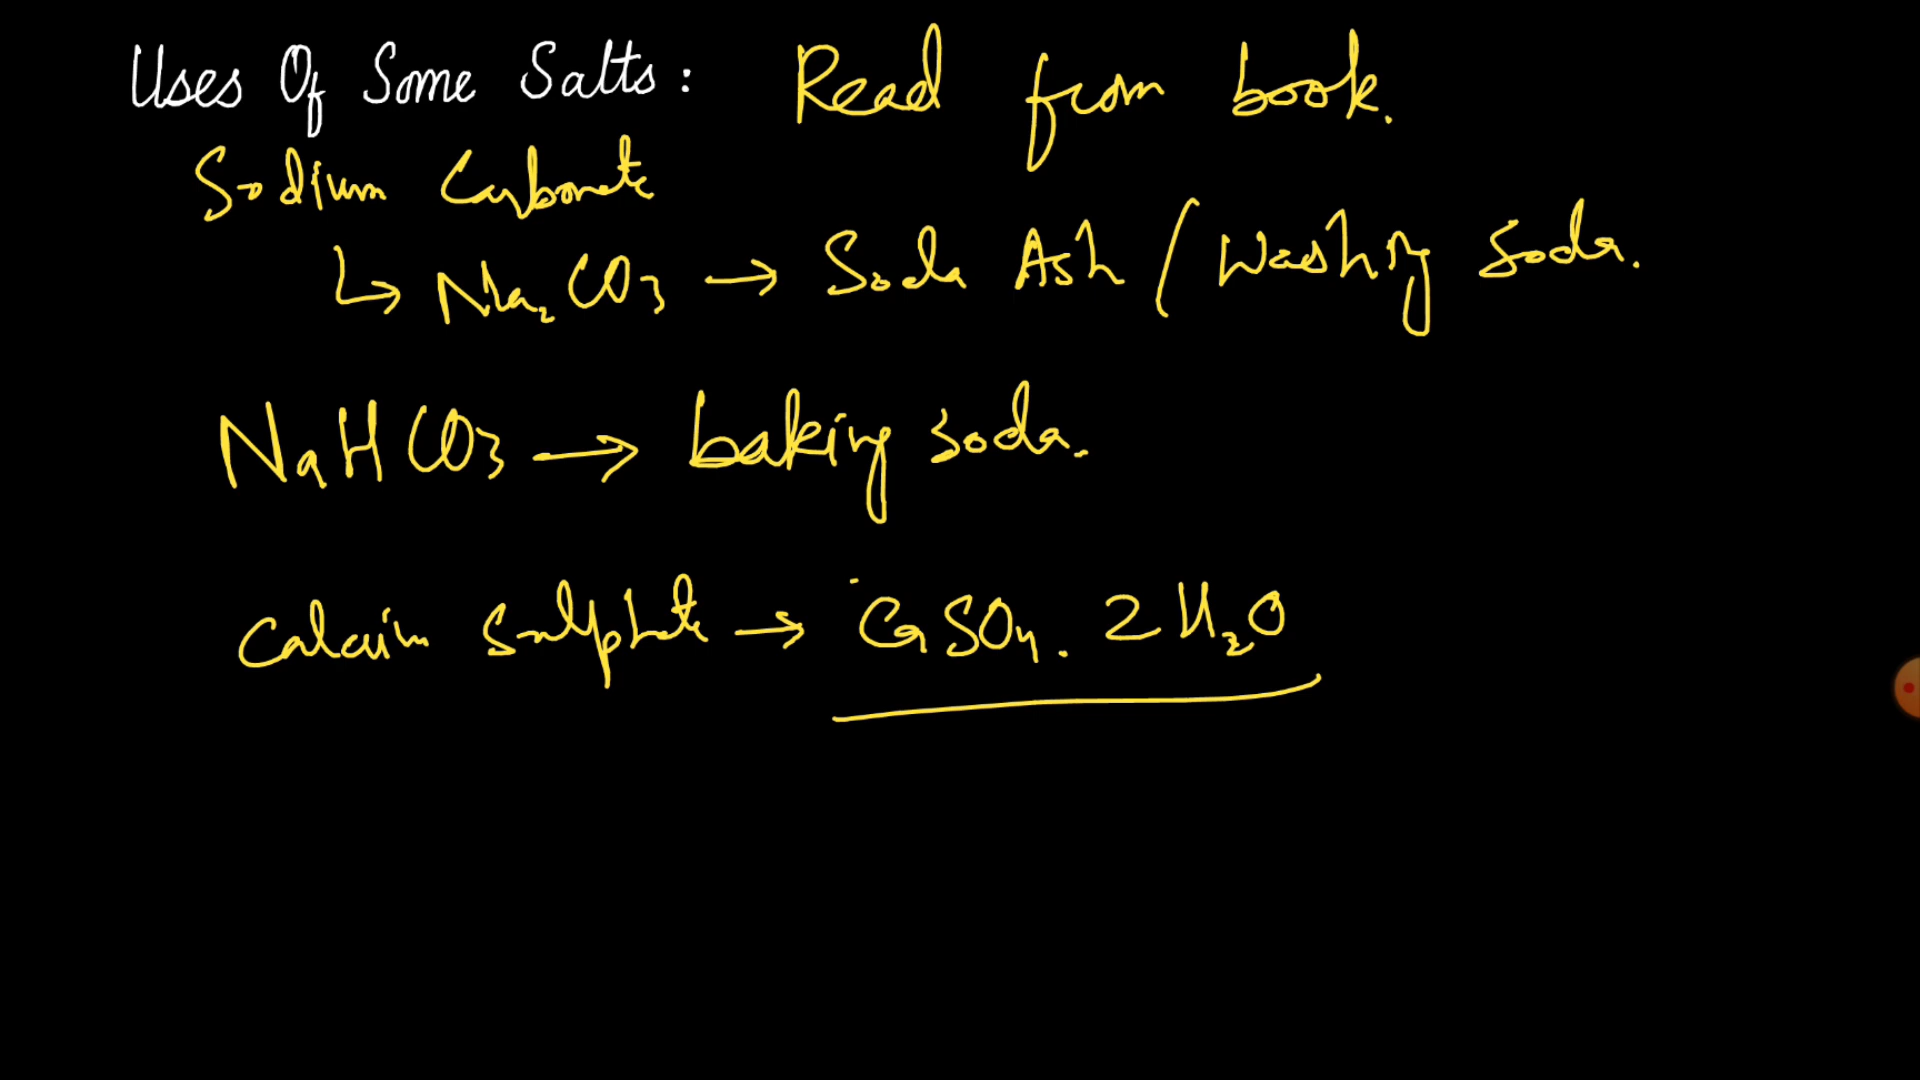 Uses Of Some Salts: Read from book.
Sodium Carbonate
↳ Na₂CO₃ → Soda Ash / Washing Soda.
NaHCO₃ → baking soda.
Calcium Sulphate → CaSO₄. 2H₂O